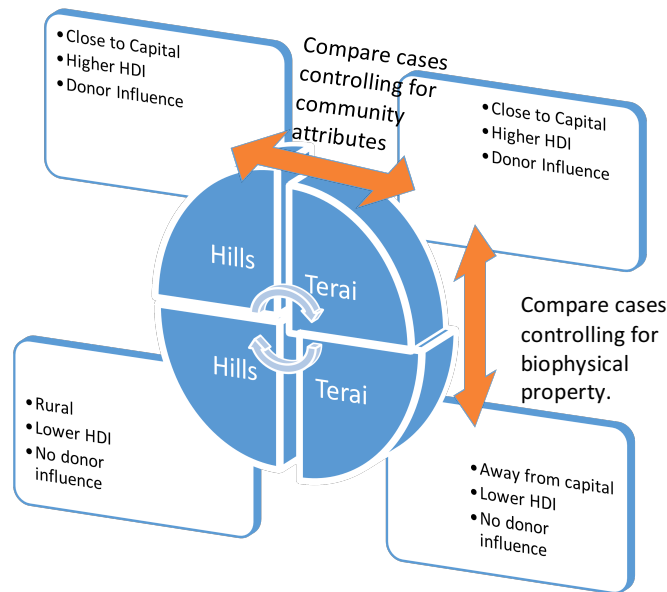 • Close to Capital
• Higher HDI
• Donor Influence
Compare cases
controlling for
community
attributes
• Close to Capital
• Higher HDI
• Donor Influence
Hills
Terai
Compare cases
controlling for
biophysical
property.
Hills
Terai
• Rural
• Lower HDI
• No donor
influence
• Away from capital
• Lower HDI
• No donor
influence